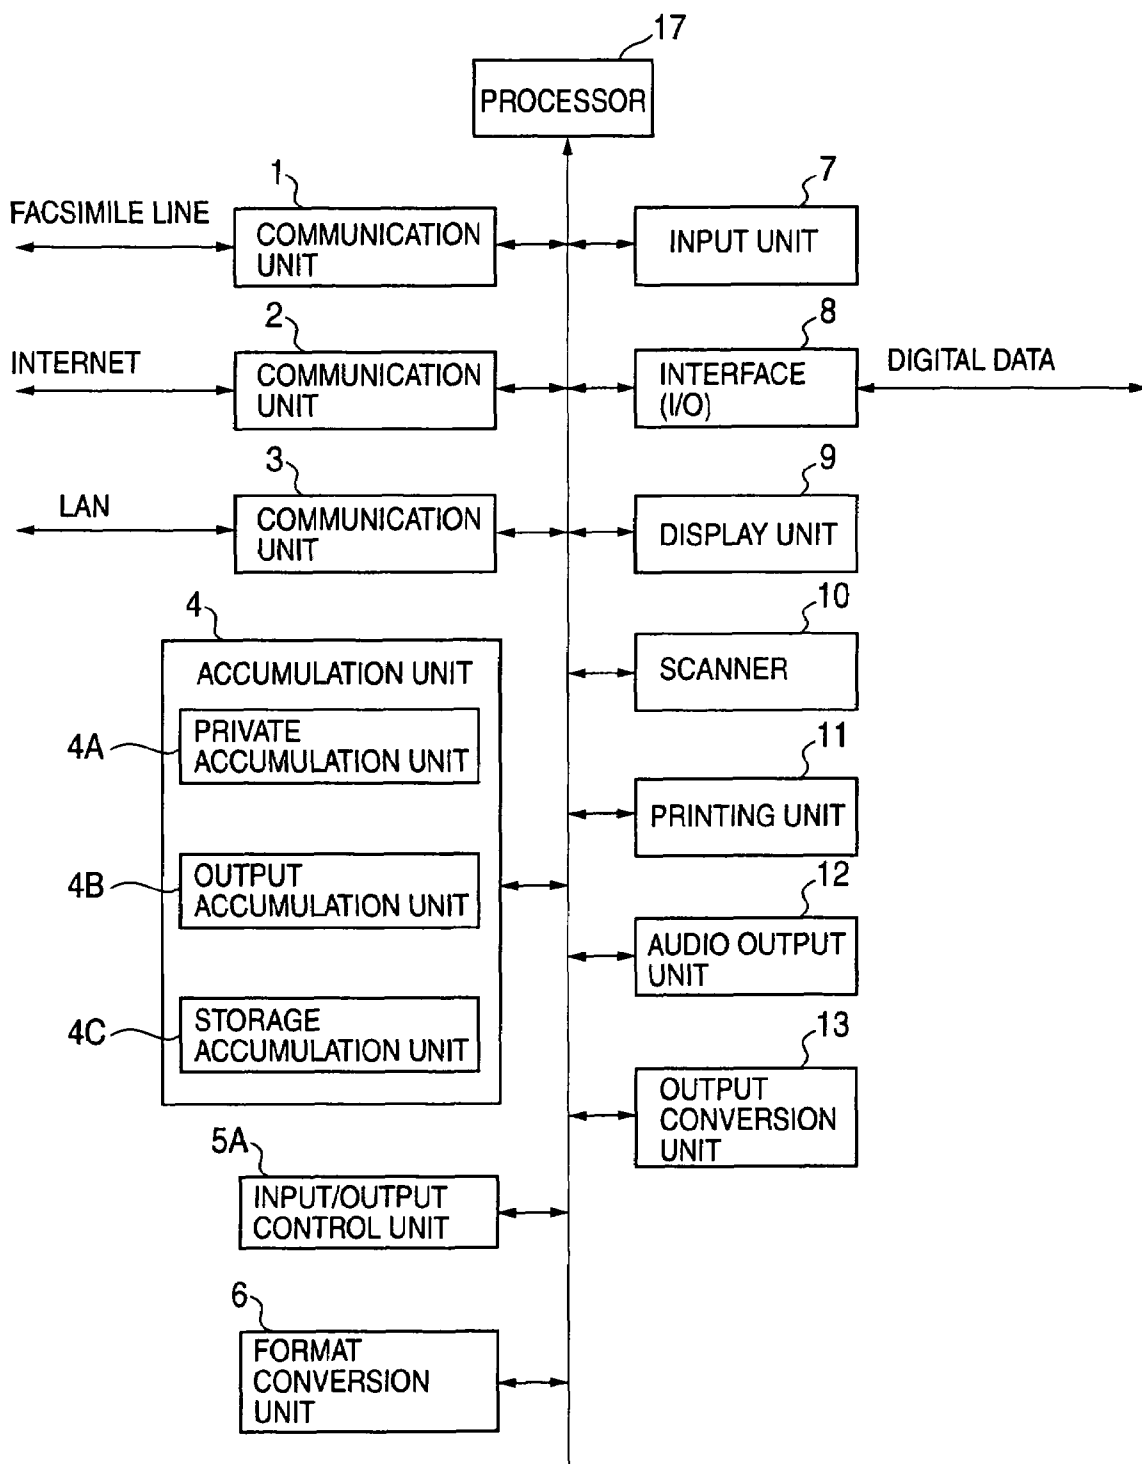 17
PROCESSOR
1
FACSIMILE LINE
COMMUNICATION
UNIT
7
INPUT UNIT
2
INTERNET
COMMUNICATION
UNIT
8
INTERFACE
(I/O)
DIGITAL DATA
3
LAN
COMMUNICATION
UNIT
9
DISPLAY UNIT
4
ACCUMULATION UNIT
4A
PRIVATE
ACCUMULATION UNIT
4B
OUTPUT
ACCUMULATION UNIT
4C
STORAGE
ACCUMULATION UNIT
10
SCANNER
11
PRINTING UNIT
12
AUDIO OUTPUT
UNIT
13
OUTPUT
CONVERSION
UNIT
5A
INPUT/OUTPUT
CONTROL UNIT
6
FORMAT
CONVERSION
UNIT